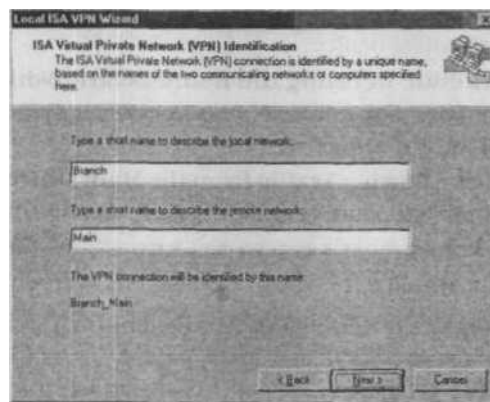 Local ISA VPN Wizard
ISA Virtual Private Network (VPN) Identification
The ISA Virtual Private Network (VPN) connection is identified by a unique name,
based on the names of the two communicating networks or computers specified
here.
Type a short name to describe the local network:
Branch
Type a short name to describe the remote network:
Main
The VPN connection will be identified by this name:
Branch_Main
< Back
Next >
Cancel